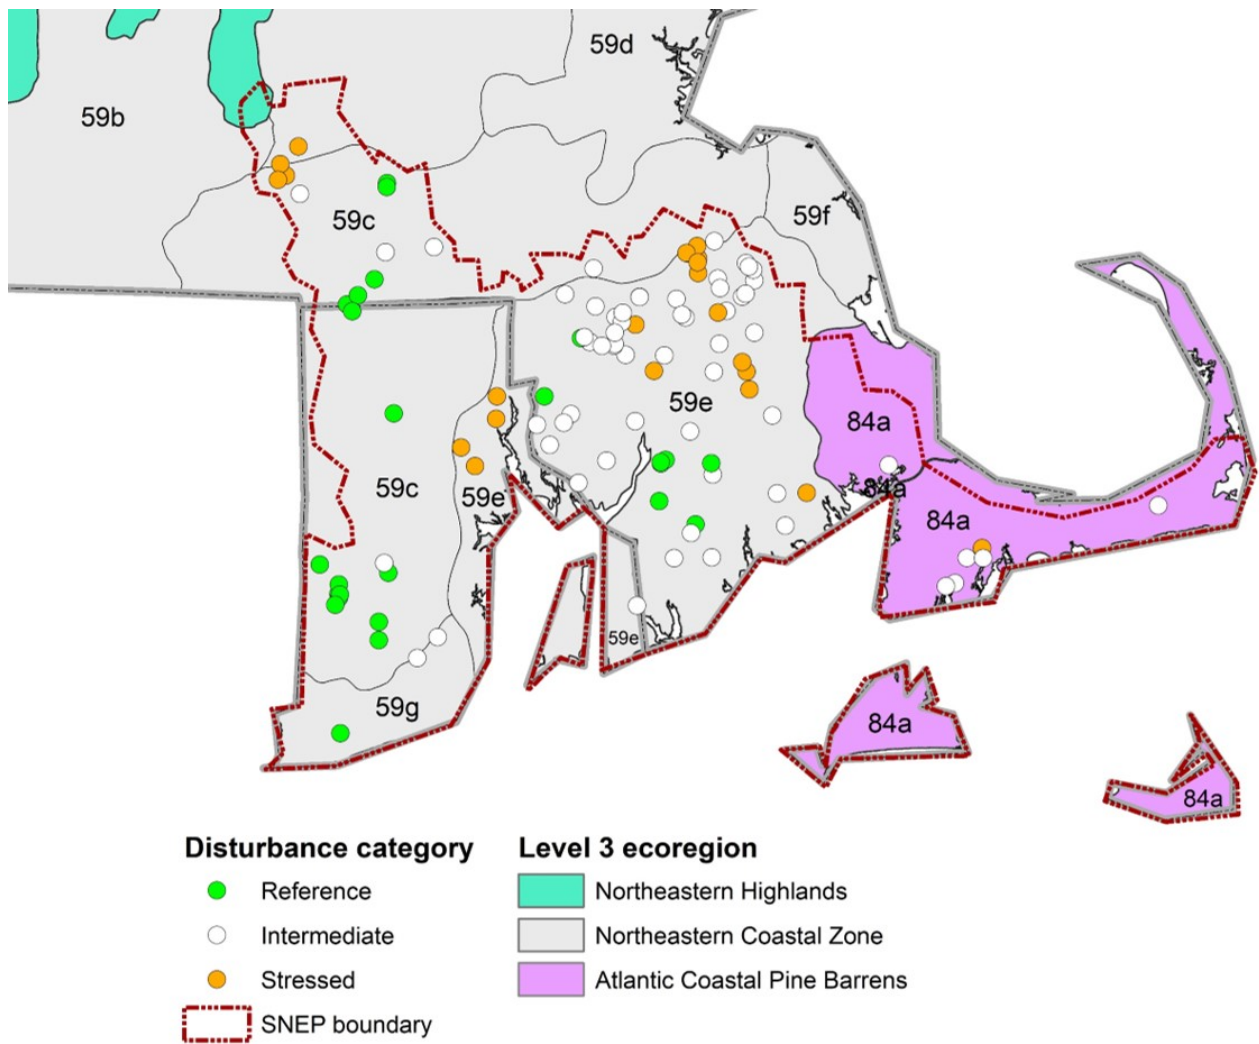 59d
59b
59f
59c
59e
84a
59c
59e
84a
84a
59e
59g
84a
84a
Disturbance category
Reference
Intermediate
Stressed
SNEP boundary
Level 3 ecoregion
Northeastern Highlands
Northeastern Coastal Zone
Atlantic Coastal Pine Barrens